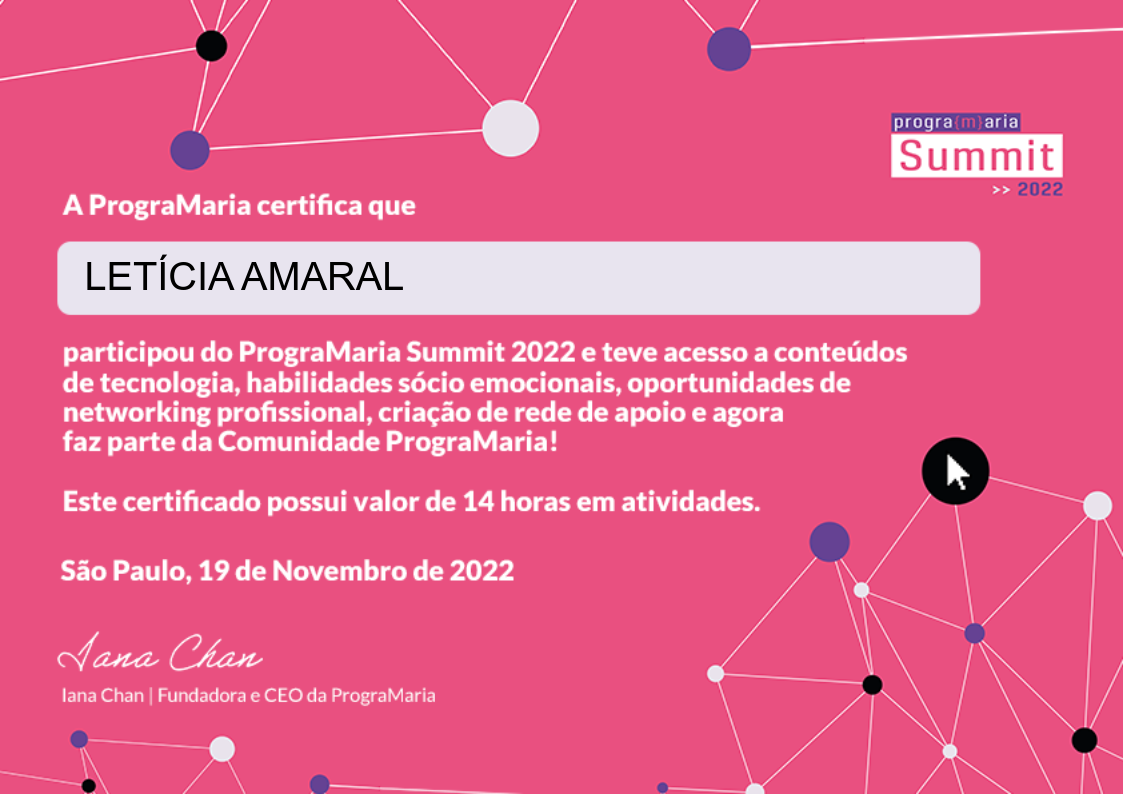 progra{m}aria
Summit
>> 2022
A PrograMaria certifica que
LETÍCIA AMARAL
participou do PrograMaria Summit 2022 e teve acesso a conteúdos
de tecnologia, habilidades sócio emocionais, oportunidades de
networking profissional, criação de rede de apoio e agora
faz parte da Comunidade PrograMaria!
Este certificado possui valor de 14 horas em atividades.
São Paulo, 19 de Novembro de 2022
Iana Chan
Iana Chan | Fundadora e CEO da PrograMaria